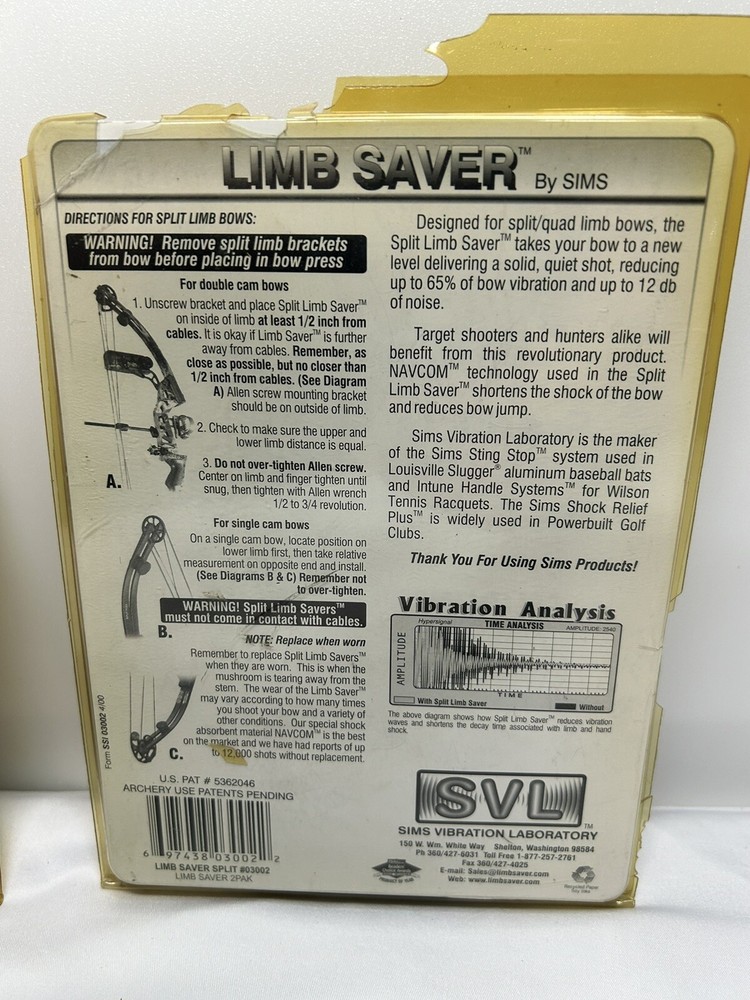 LIMB SAVER™ By SIMS
DIRECTIONS FOR SPLIT LIMB BOWS:
WARNING! Remove split limb brackets
from bow before placing in bow press
For double cam bows
1. Unscrew bracket and place Split Limb Saver™
on inside of limb at least 1/2 inch from
cables. It is okay if Limb Saver™ is further
away from cables. Remember, as
close as possible, but no closer than
1/2 inch from cables. (See Diagram
A) Allen screw mounting bracket
should be on outside of limb.
2. Check to make sure the upper and
lower limb distance is equal.
3. Do not over-tighten Allen screw.
Center on limb and finger tighten until
snug, then tighten with Allen wrench
1/2 to 3/4 revolution.
A.
For single cam bows
On a single cam bow, locate position on
lower limb first, then take relative
measurement on opposite end and install.
(See Diagrams B & C) Remember not
to over-tighten.
WARNING! Split Limb Savers™
must not come in contact with cables.
B.
NOTE: Replace when worn
Remember to replace Split Limb Savers™
when they are worn. This is when the
mushroom is tearing away from the
stem. The wear of the Limb Saver™
may vary according to how many times
you shoot your bow and a variety of
other conditions. Our special shock
absorbent material NAVCOM™ is the best
on the market and we have had reports of up
to 12,000 shots without replacement.
C.
Form SSI 03002 4/00
U.S. PAT # 5362046
ARCHERY USE PATENTS PENDING
6 97438 03002 2
LIMB SAVER SPLIT #03002
LIMB SAVER 2PAK
Designed for split/quad limb bows, the
Split Limb Saver™ takes your bow to a new
level delivering a solid, quiet shot, reducing
up to 65% of bow vibration and up to 12 db
of noise.
Target shooters and hunters alike will
benefit from this revolutionary product.
NAVCOM™ technology used in the Split
Limb Saver™ shortens the shock of the bow
and reduces bow jump.
Sims Vibration Laboratory is the maker
of the Sims Sting Stop™ system used in
Louisville Slugger® aluminum baseball bats
and Intune Handle Systems™ for Wilson
Tennis Racquets. The Sims Shock Relief
Plus™ is widely used in Powerbuilt Golf
Clubs.
Thank You For Using Sims Products!
Vibration Analysis
Hypersignal TIME ANALYSIS AMPLITUDE: 2540
AMPLITUDE
TIME
With Split Limb Saver Without
The above diagram shows how Split Limb Saver™ reduces vibration
waves and shortens the decay time associated with limb and hand
shock.
SVL™
SIMS VIBRATION LABORATORY
150 W. Wm. White Way Shelton, Washington 98584
Ph 360/427-6031 Toll Free 1-877-257-2761
Fax 360/427-4025
E-mail: Sales@limbsaver.com
Web: www.limbsaver.com
Recycled Paper
Soy Inks